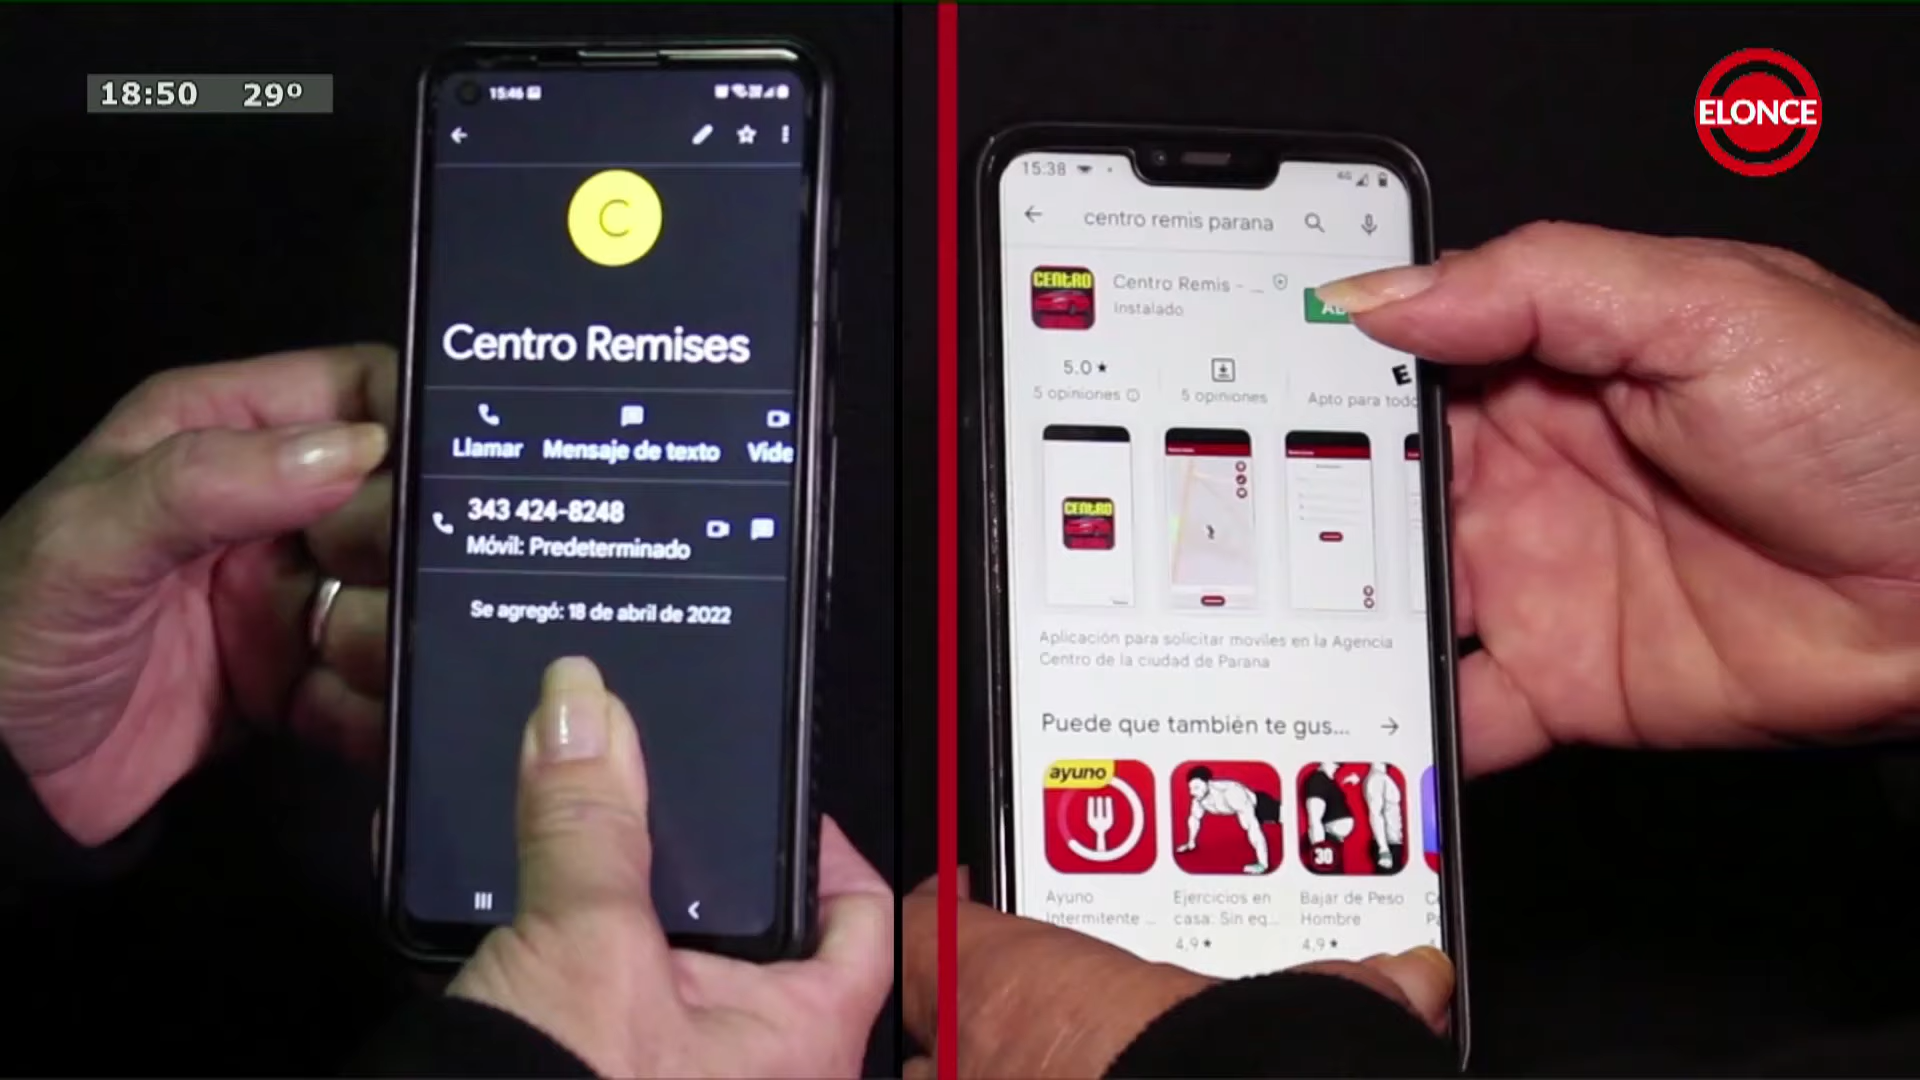 18:50 29º
ELONCE
15:46
C
Centro Remises
Llamar Mensaje de texto Vide
343 424-8248
Móvil: Predeterminado
Se agregó: 18 de abril de 2022
15:38
4G
centro remis parana
CENTRO
Centro Remis - ...
Instalado
5.0★
5 opiniones
5 opiniones
E
Apto para todo
CENTRO
Aplicación para solicitar moviles en la Agencia
Centro de la ciudad de Parana
Puede que también te gus...
ayuno
30
Ayuno
Intermitente ...
Ejercicios en
casa: Sin eq...
4,9★
Bajar de Peso
Hombre
4,9★